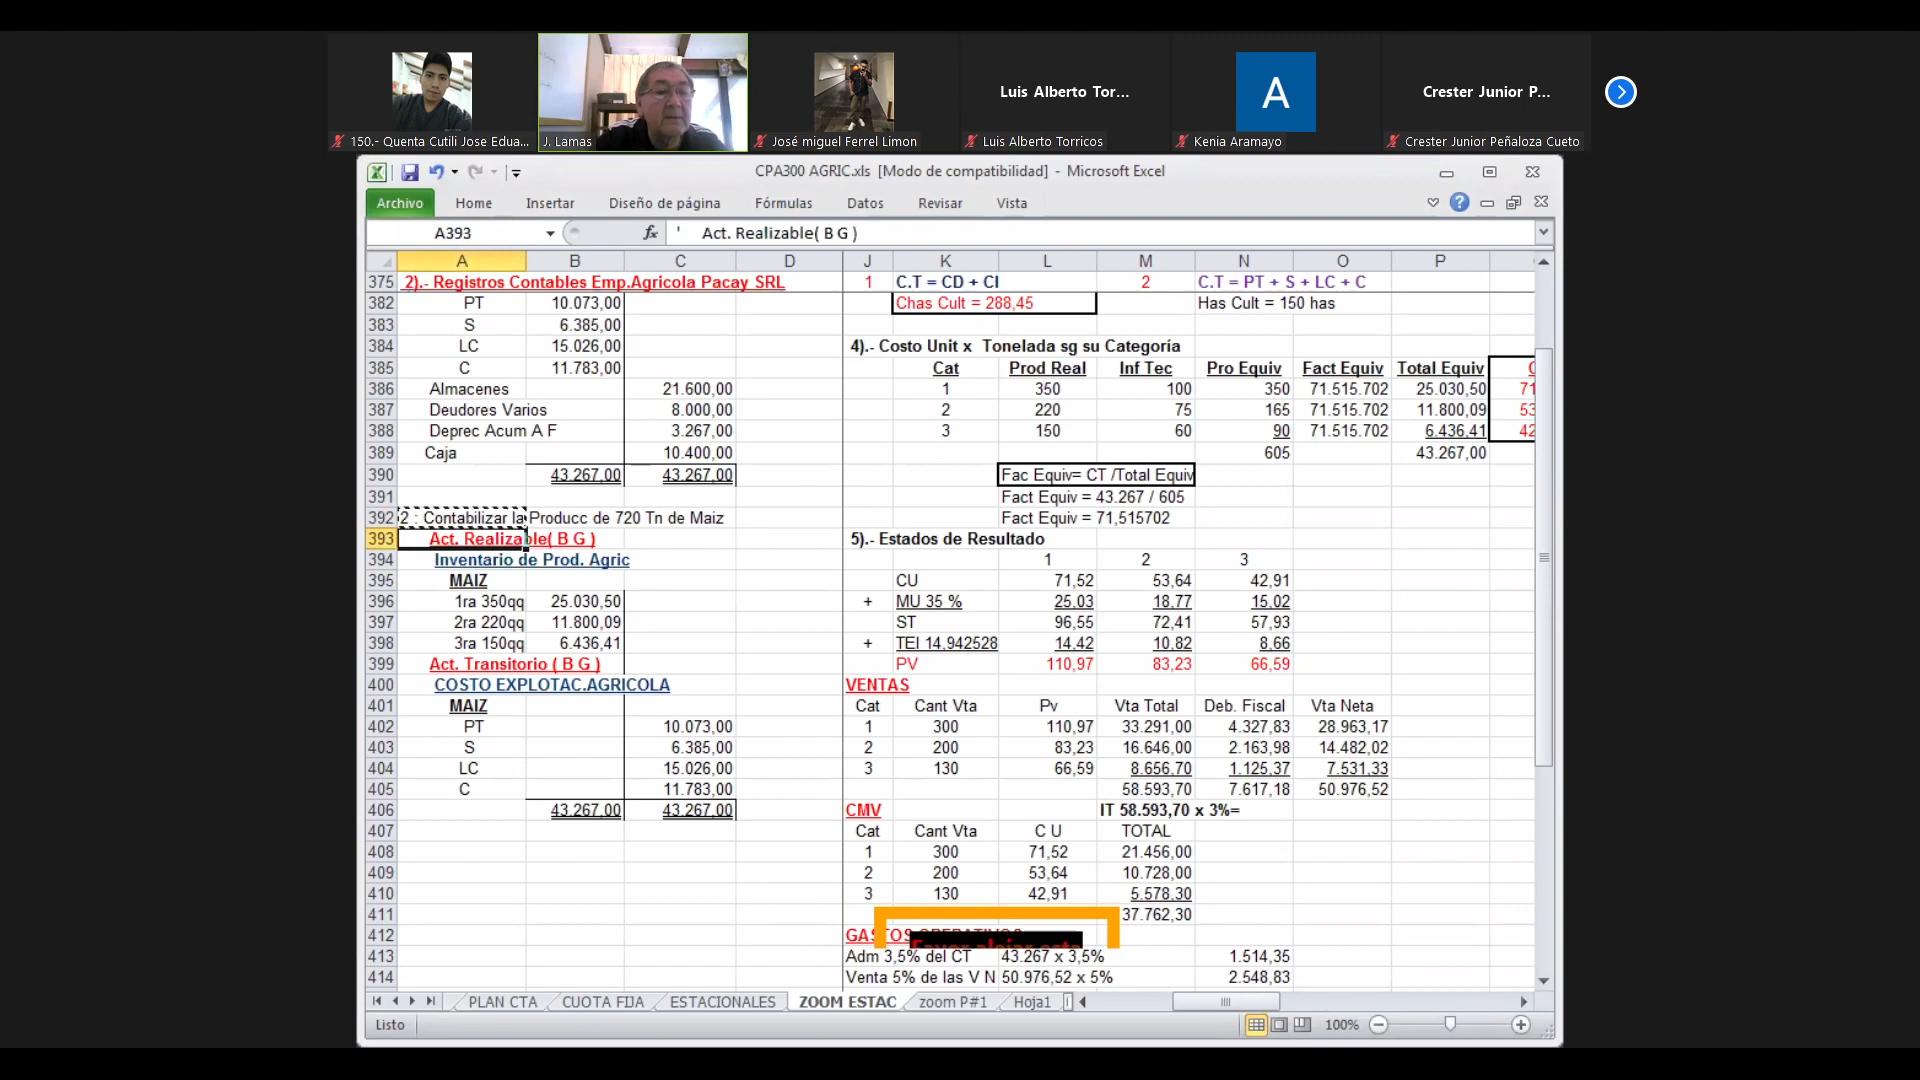 Luis Alberto Tor...
A
Crester Junior P...
150.- Quenta Cutili Jose Edua...
J. Lamas
José miguel Ferrel Limon
Luis Alberto Torricos
Kenia Aramayo
Crester Junior Peñaloza Cueto
CPA300 AGRIC.xls [Modo de compatibilidad] - Microsoft Excel
Archivo Home Insertar Diseño de página Fórmulas Datos Revisar Vista
A393 fx ' Act. Realizable( B G )
A B C D J K L M N O P
375 2).- Registros Contables Emp.Agricola Pacay SRL 1 C.T = CD + CI 2 C.T = PT + S + LC + C
382 PT 10.073,00 Chas Cult = 288,45 Has Cult = 150 has
383 S 6.385,00
384 LC 15.026,00 4).- Costo Unit x Tonelada sg su Categoría
385 C 11.783,00 Cat Prod Real Inf Tec Pro Equiv Fact Equiv Total Equiv
386 Almacenes 21.600,00 1 350 100 350 71.515.702 25.030,50 71
387 Deudores Varios 8.000,00 2 220 75 165 71.515.702 11.800,09 53
388 Deprec Acum A F 3.267,00 3 150 60 90 71.515.702 6.436,41 42
389 Caja 10.400,00 605 43.267,00
390 43.267,00 43.267,00 Fac Equiv= CT /Total Equiv
391 Fact Equiv = 43.267 / 605
392 2 : Contabilizar la Producc de 720 Tn de Maiz Fact Equiv = 71,515702
393 Act. Realizable( B G ) 5).- Estados de Resultado
394 Inventario de Prod. Agric 1 2 3
395 MAIZ CU 71,52 53,64 42,91
396 1ra 350qq 25.030,50 + MU 35 % 25,03 18,77 15,02
397 2ra 220qq 11.800,09 ST 96,55 72,41 57,93
398 3ra 150qq 6.436,41 + TEI 14,942528 14,42 10,82 8,66
399 Act. Transitorio ( B G ) PV 110,97 83,23 66,59
400 COSTO EXPLOTAC.AGRICOLA VENTAS
401 MAIZ Cat Cant Vta Pv Vta Total Deb. Fiscal Vta Neta
402 PT 10.073,00 1 300 110,97 33.291,00 4.327,83 28.963,17
403 S 6.385,00 2 200 83,23 16.646,00 2.163,98 14.482,02
404 LC 15.026,00 3 130 66,59 8.656,70 1.125,37 7.531,33
405 C 11.783,00 58.593,70 7.617,18 50.976,52
406 43.267,00 43.267,00 CMV IT 58.593,70 x 3%=
407 Cat Cant Vta C U TOTAL
408 1 300 71,52 21.456,00
409 2 200 53,64 10.728,00
410 3 130 42,91 5.578,30
411 37.762,30
412 GASTOS OPERATIVOS
413 Adm 3,5% del CT 43.267 x 3,5% 1.514,35
414 Venta 5% de las V N 50.976,52 x 5% 2.548,83
PLAN CTA CUOTA FIJA ESTACIONALES ZOOM ESTAC zoom P#1 Hoja1
Listo 100%